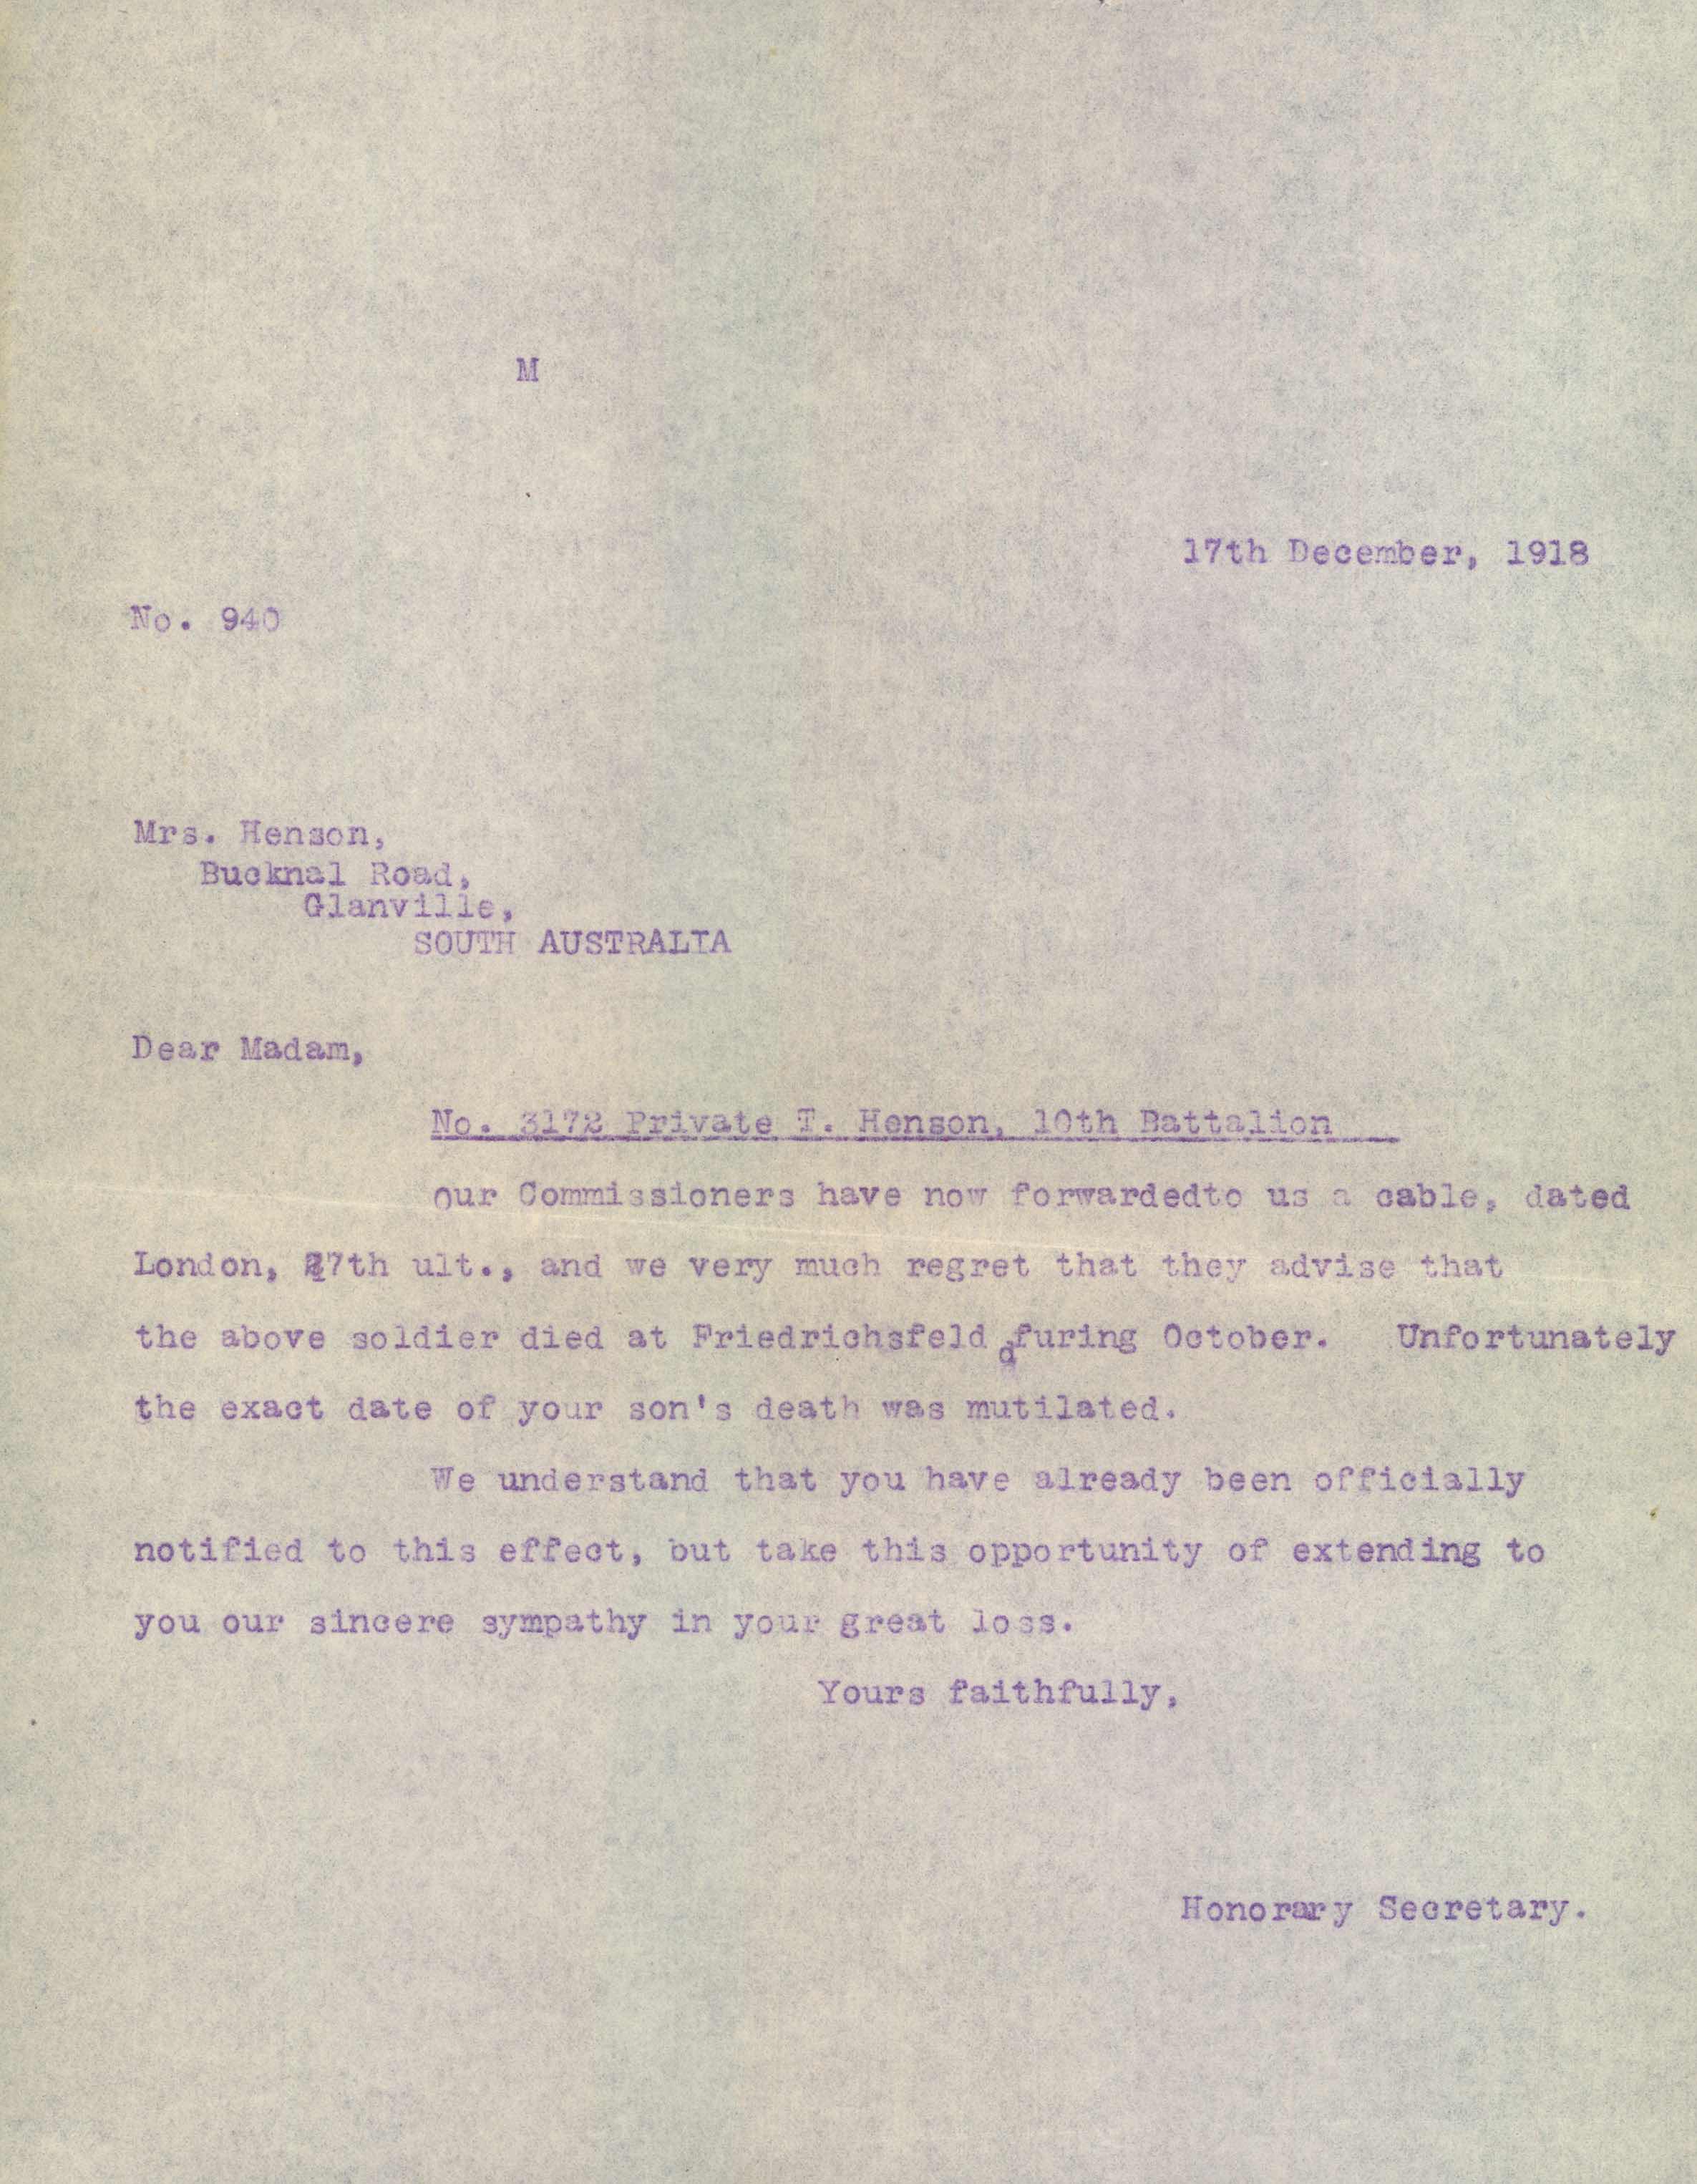 M
17th December, 1918
No. 940
Mrs. Henson,
Bucknal Road,
Glanville,
SOUTH AUSTRALIA
Dear Madam,
No. 3172 Private T. Henson, 10th Battalion
our Commissioners have now forwardedto us a cable, dated
London, 27th ult., and we very much regret that they advise that
the above soldier died at Friedrichsfeld dfuring October. Unfortunately
the exact date of your son's death was mutilated.
We understand that you have already been officially
notified to this effect, but take this opportunity of extending to
you our sincere sympathy in your great loss.
Yours faithfully,
Honorary Secretary.